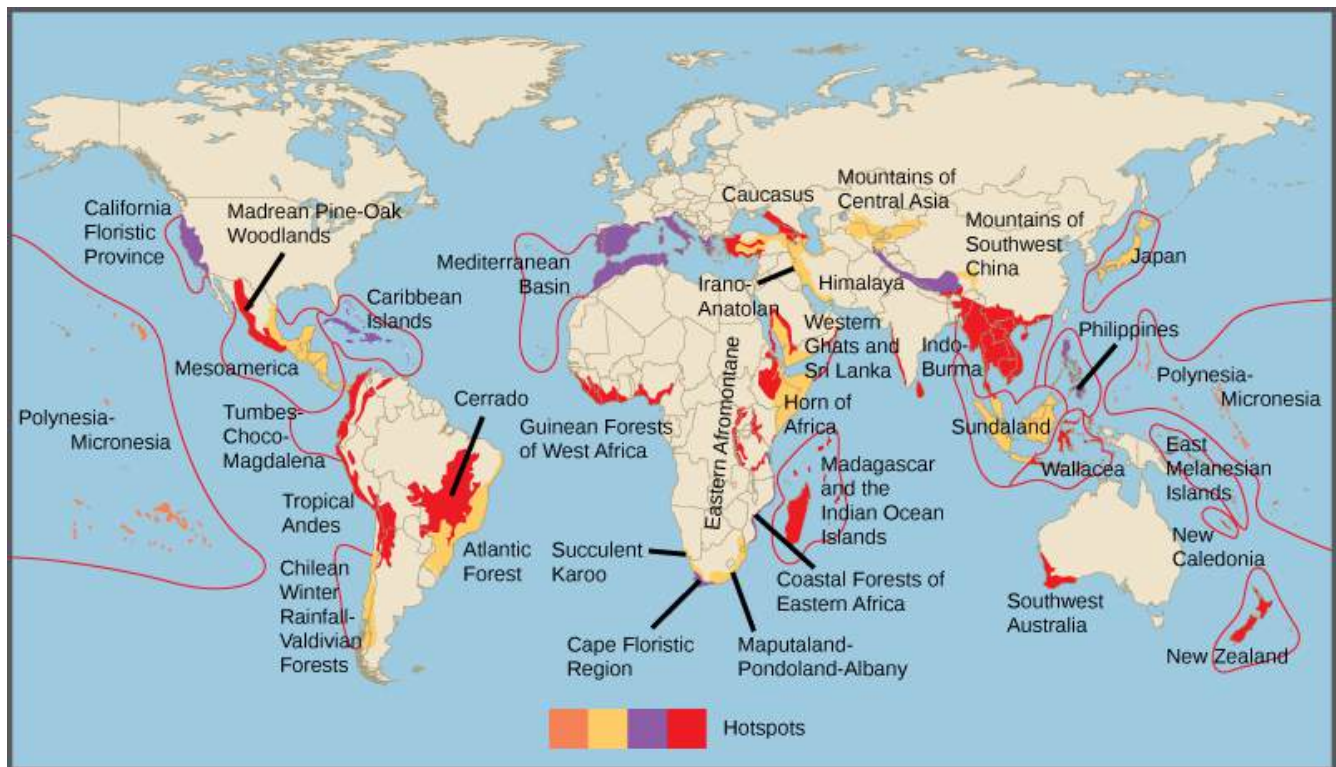 California
Floristic
Province
Madrean Pine-Oak
Woodlands
Caribbean
Islands
Mesoamerica
Polynesia-
Micronesia
Tumbes-
Choco-
Magdalena
Cerrado
Tropical
Andes
Atlantic
Forest
Chilean
Winter
Rainfall-
Valdivian
Forests
Mediterranean
Basin
Caucasus
Mountains of
Central Asia
Mountains of
Southwest
China
Japan
Irano-
Anatolan
Himalaya
Western
Ghats and
Sri Lanka
Indo-
Burma
Philippines
Polynesia-
Micronesia
Guinean Forests
of West Africa
Eastern Afromontane
Horn of
Africa
Sundaland
Wallacea
East
Melanesian
Islands
Madagascar
and the
Indian Ocean
Islands
New
Caledonia
Succulent
Karoo
Coastal Forests of
Eastern Africa
Southwest
Australia
Cape Floristic
Region
Maputaland-
Pondoland-Albany
New Zealand
Hotspots